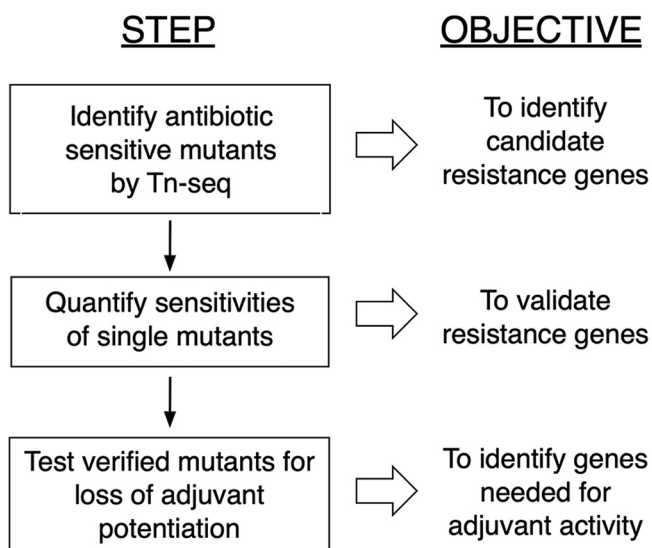 STEP
OBJECTIVE
Identify antibiotic
sensitive mutants
by Tn-seq
To identify
candidate
resistance genes
Quantify sensitivities
of single mutants
To validate
resistance genes
Test verified mutants for
loss of adjuvant
potentiation
To identify genes
needed for
adjuvant activity